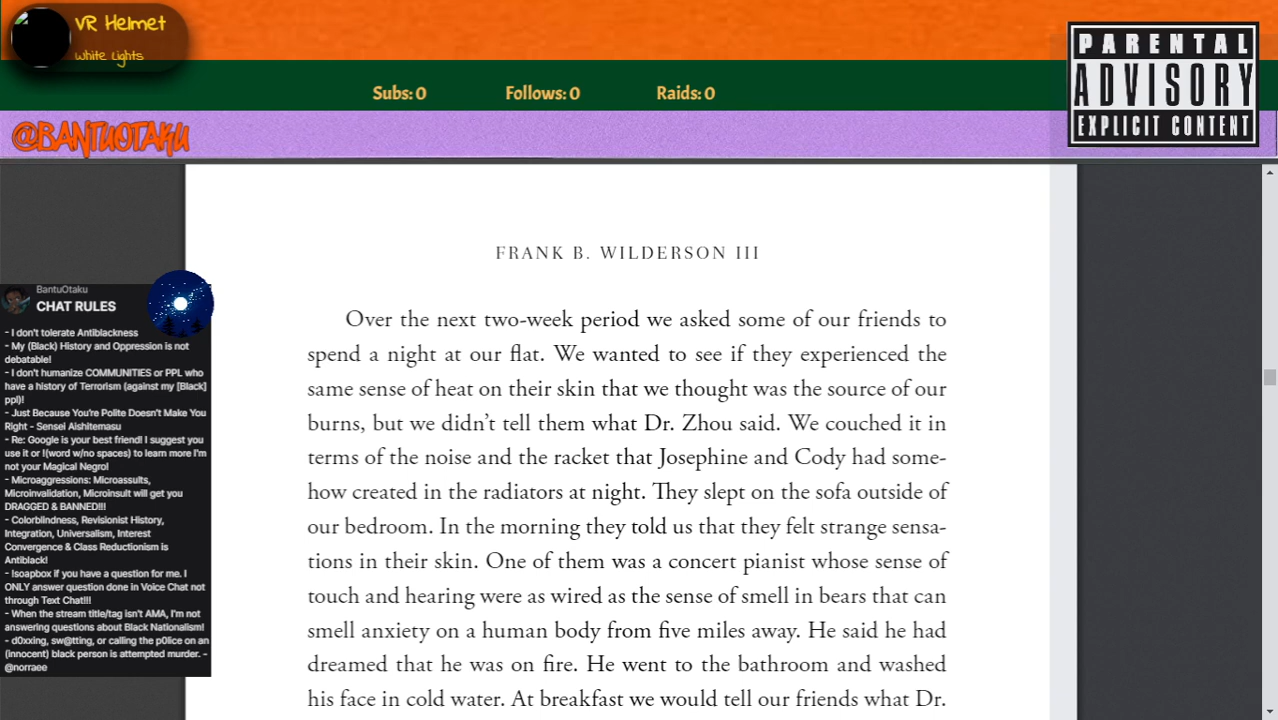 VR Helmet
White Lights
PARENTAL
ADVISORY
EXPLICIT CONTENT
Subs: 0
Follows: 0
Raids: 0
@BANTUOTAKU
FRANK B. WILDERSON III
Over the next two-week period we asked some of our friends to
spend a night at our flat. We wanted to see if they experienced the
same sense of heat on their skin that we thought was the source of our
burns, but we didn't tell them what Dr. Zhou said. We couched it in
terms of the noise and the racket that Josephine and Cody had some-
how created in the radiators at night. They slept on the sofa outside of
our bedroom. In the morning they told us that they felt strange sensa-
tions in their skin. One of them was a concert pianist whose sense of
touch and hearing were as wired as the sense of smell in bears that can
smell anxiety on a human body from five miles away. He said he had
dreamed that he was on fire. He went to the bathroom and washed
his face in cold water. At breakfast we would tell our friends what Dr.
BantuOtaku
CHAT RULES
- I don't tolerate Antiblackness
- My (Black) History and Oppression is not
debatable!
- I don't humanize COMMUNITIES or PPL who
have a history of Terrorism (against my [Black]
ppl)!
- Just Because You're Polite Doesn't Make You
Right - Sensei Aishitemasu
- Re: Google is your best friend! I suggest you
use it or !(word w/no spaces) to learn more I'm
not your Magical Negro!
- Microaggressions: Microassults,
Microinvalidation, Microinsult will get you
DRAGGED & BANNED!!!
- Colorblindness, Revisionist History,
Integration, Universalism, Interest
Convergence & Class Reductionism is
Antiblack!
- !soapbox if you have a question for me. I
ONLY answer question done in Voice Chat not
through Text Chat!!!
- When the stream title/tag isn't AMA, I'm not
answering questions about Black Nationalism!
- d0xxing, sw@tting, or calling the p0lice on an
(innocent) black person is attempted murder. -
@norraee